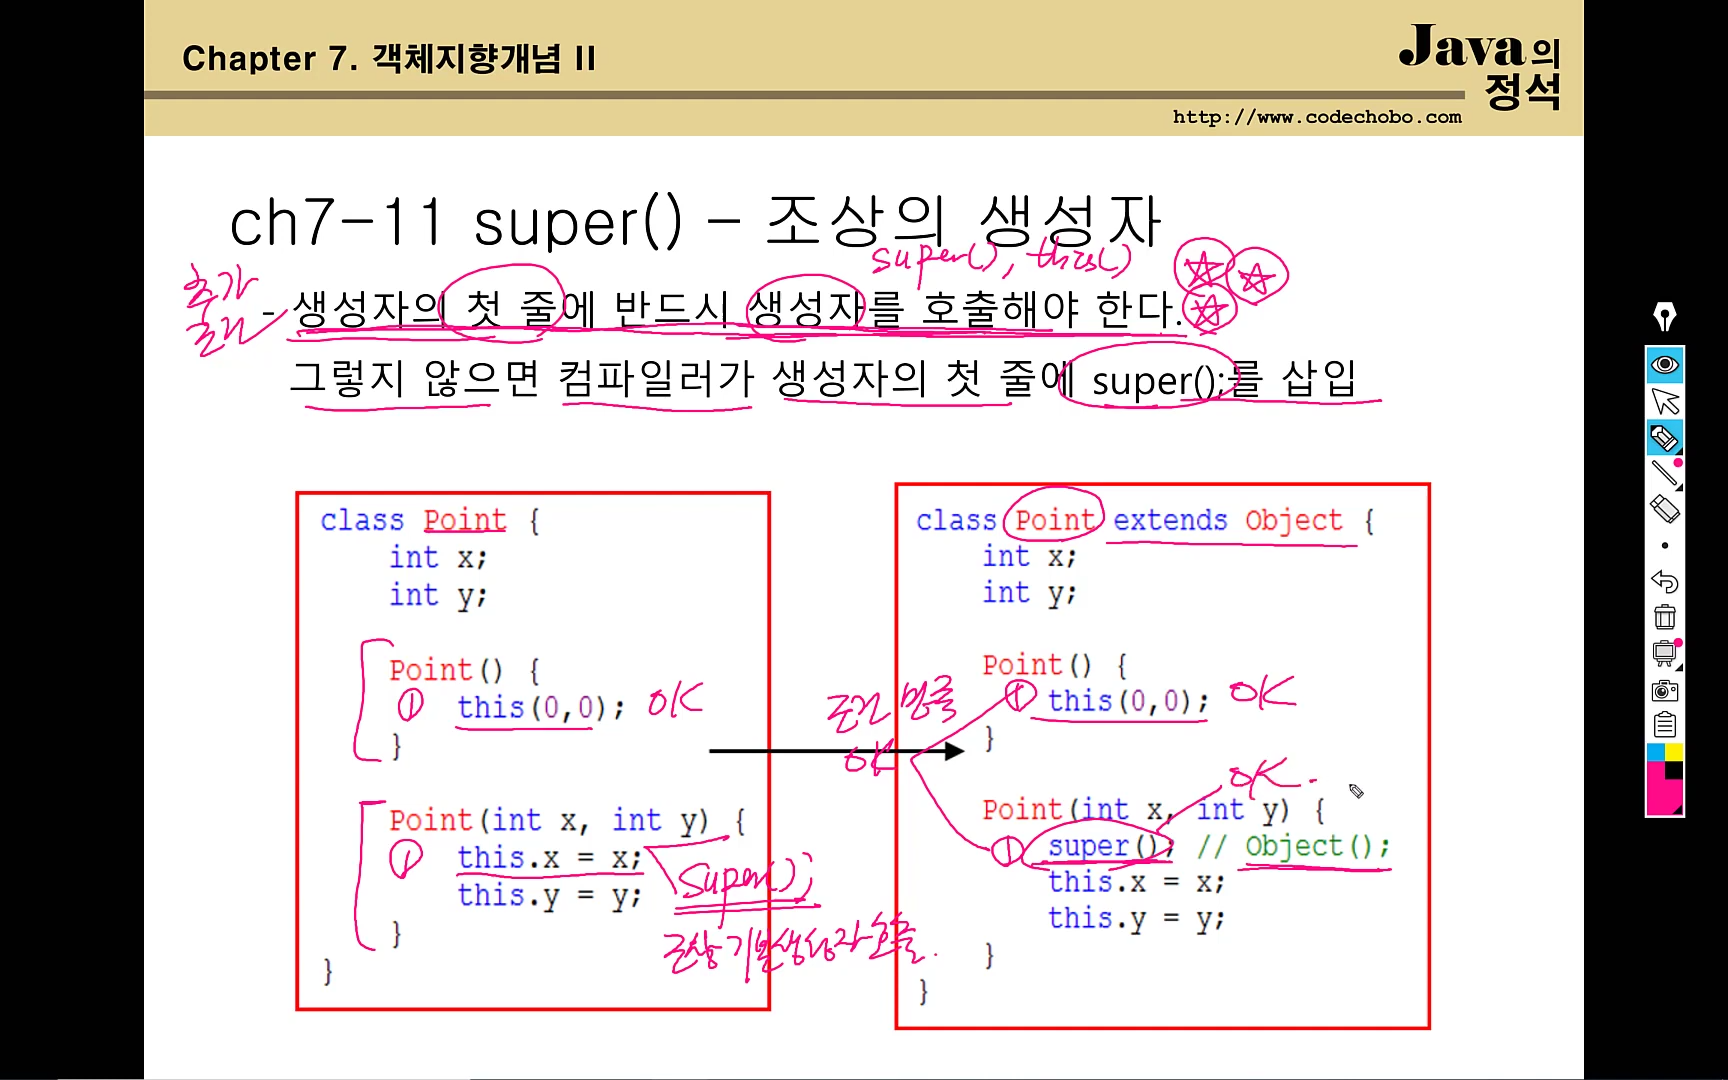 Chapter 7. 객체지향개념 II
Java의
정석
http://www.codechobo.com
ch7-11 super() – 조상의 생성자
super(), this()
추가
조건
- 생성자의 첫 줄에 반드시 생성자를 호출해야 한다.
그렇지 않으면 컴파일러가 생성자의 첫 줄에 super();를 삽입
class Point {
int x;
int y;
Point() {
① this(0,0); OK
}
Point(int x, int y) {
① this.x = x;
super();
this.y = y;
조상 기본생성자 호출.
}
}
조건 만족
OK
class Point extends Object {
int x;
int y;
Point() {
① this(0,0); OK
}
OK.
Point(int x, int y) {
① super(); // Object();
this.x = x;
this.y = y;
}
}